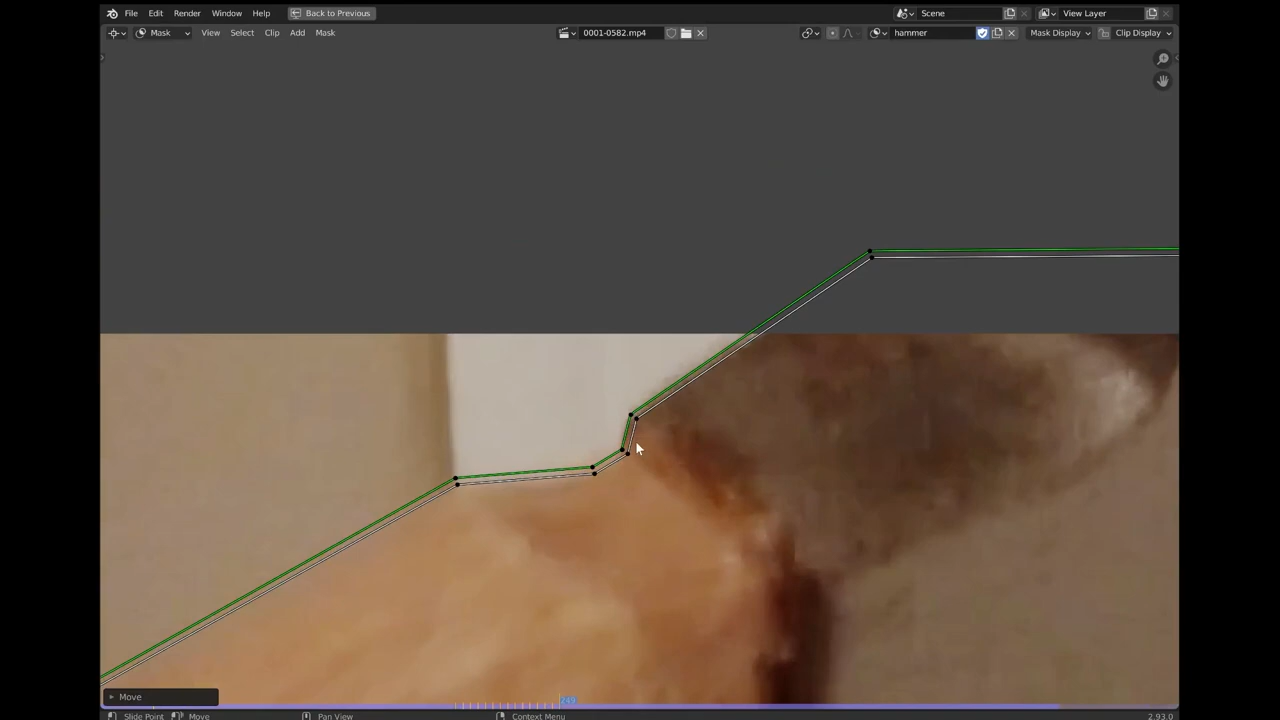 File Edit Render Window Help Back to Previous Scene View Layer
Mask View Select Clip Add Mask 0001-0582.mp4 hammer Mask Display Clip Display
Move
249
Slide Point Move Pan View Context Menu 2.93.0